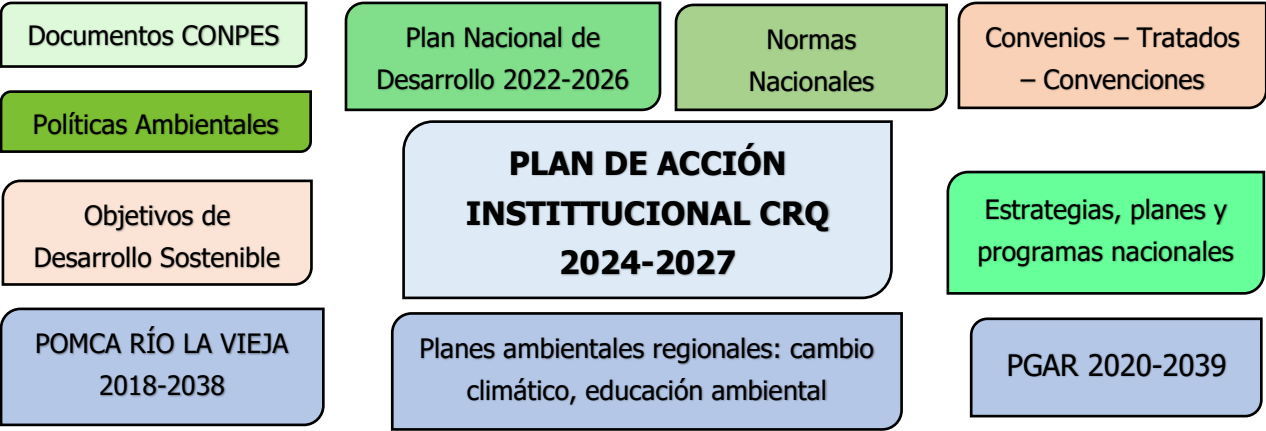 Documentos CONPES
Plan Nacional de
Desarrollo 2022-2026
Normas
Nacionales
Convenios – Tratados
– Convenciones
Políticas Ambientales
PLAN DE ACCIÓN
INSTITTUCIONAL CRQ
2024-2027
Objetivos de
Desarrollo Sostenible
Estrategias, planes y
programas nacionales
POMCA RÍO LA VIEJA
2018-2038
Planes ambientales regionales: cambio
climático, educación ambiental
PGAR 2020-2039